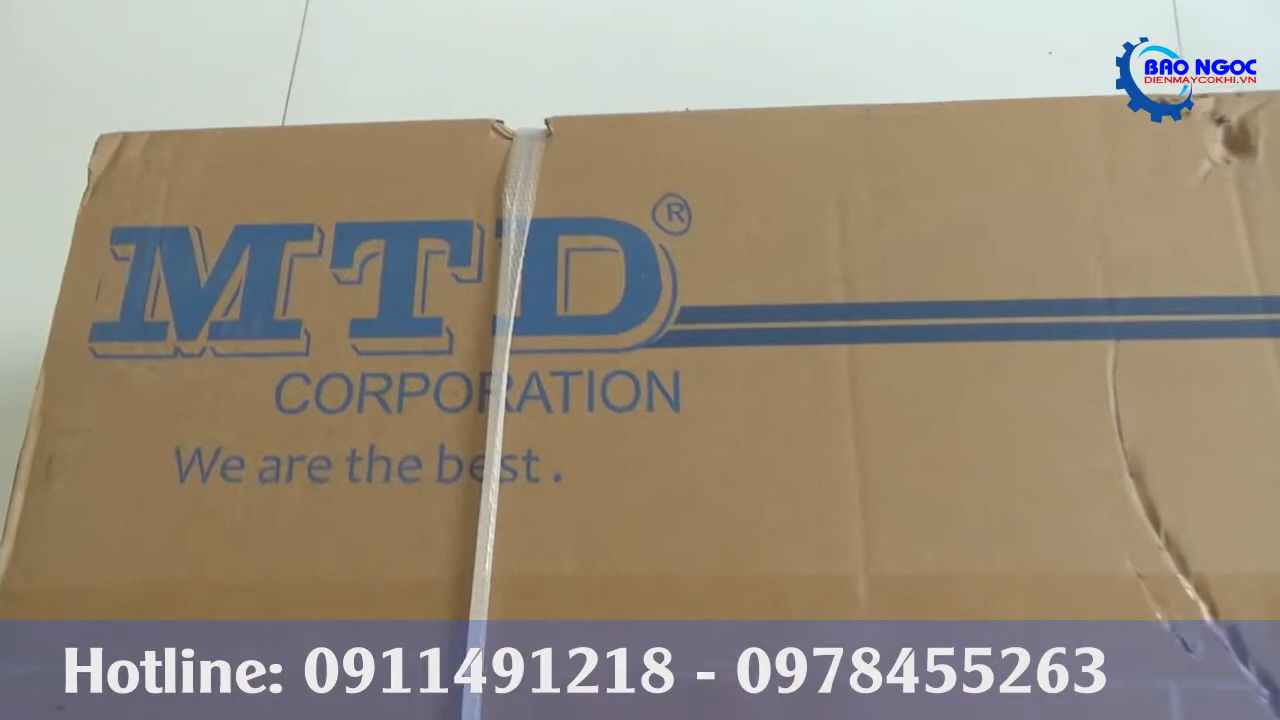 BAO NGOC
DIENMAYCOKHI.VN
MTD®
CORPORATION
We are the best .
Hotline: 0911491218 - 0978455263